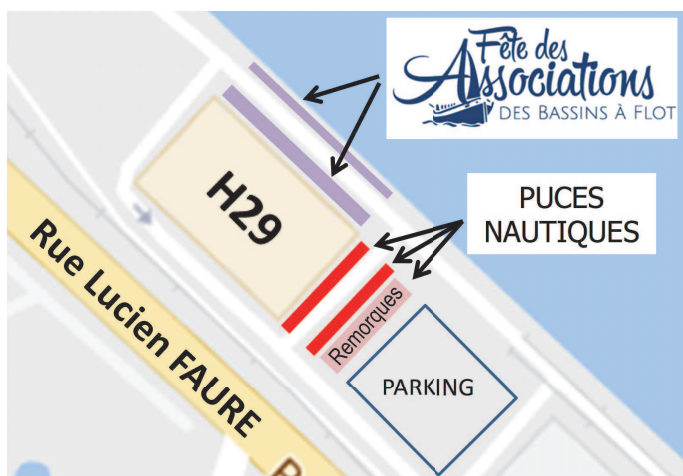 Fête des
Associations
DES BASSINS À FLOT
PUCES
NAUTIQUES
H29
Rue Lucien FAURE
Remorques
PARKING